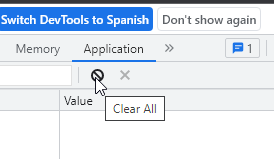 Switch DevTools to Spanish Don't show again
Memory Application » 1
Value
Clear All